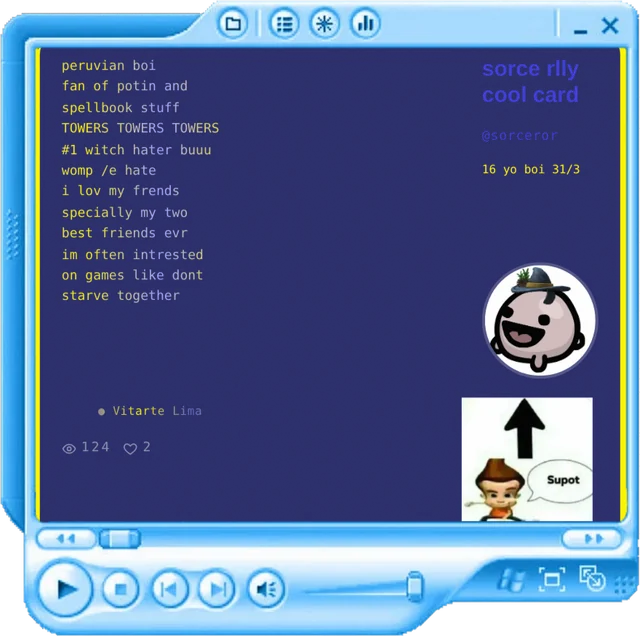 peruvian boi
fan of potin and
spellbook stuff
TOWERS TOWERS TOWERS
#1 witch hater buuu
womp /e hate
i lov my frends
specially my two
best friends evr
im often intrested
on games like dont
starve together
Vitarte Lima
124 2
sorce rlly
cool card
@sorceror
16 yo boi 31/3
Supot